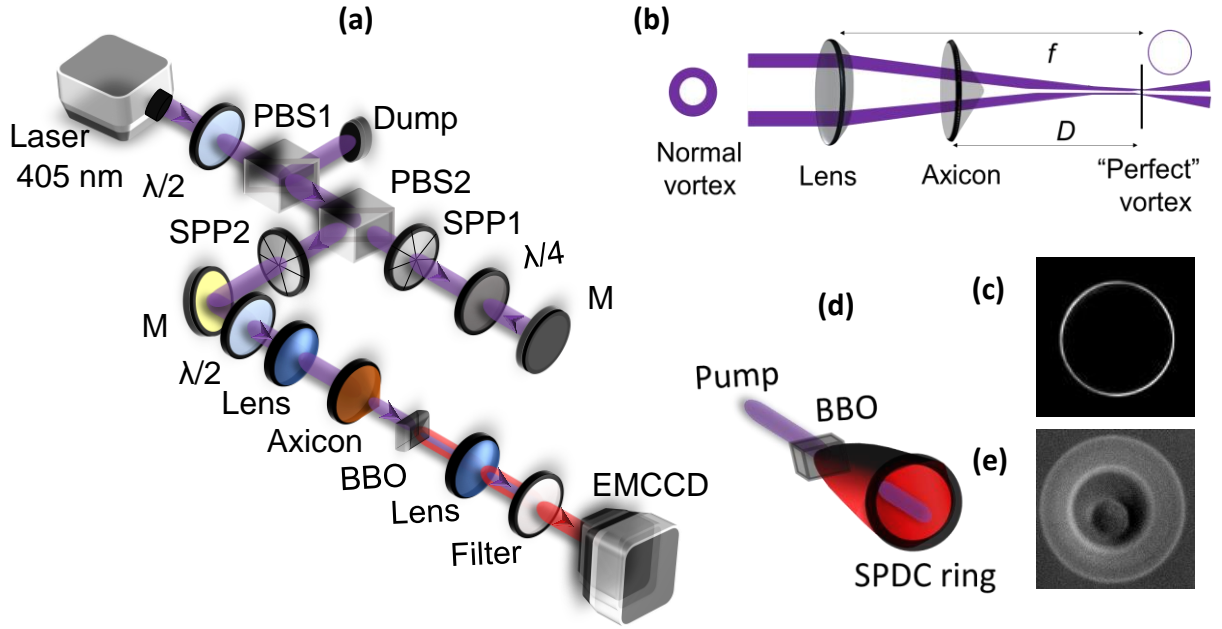 (a)
Laser
405 nm
λ/2
PBS1
Dump
PBS2
SPP2
SPP1
λ/4
M
M
λ/2
Lens
Axicon
BBO
Lens
Filter
EMCCD
(b)
f
D
Normal
vortex
Lens
Axicon
“Perfect”
vortex
(c)
(d)
Pump
BBO
SPDC ring
(e)